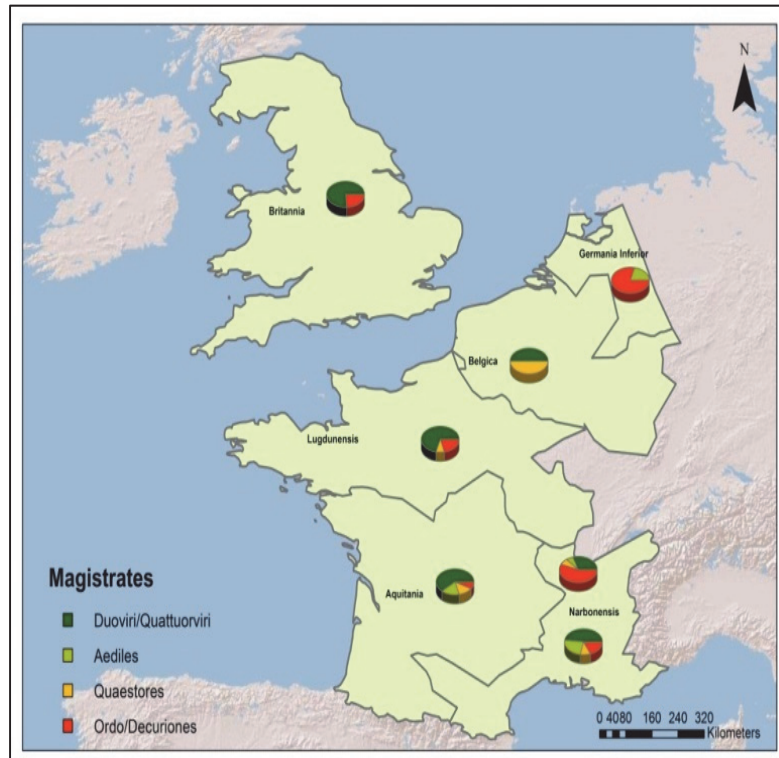 N
Britannia
Germania Inferior
Belgica
Lugdunensis
Aquitania
Narbonensis
Magistrates
Duoviri/Quattuorviri
Aediles
Quaestores
Ordo/Decuriones
0 4080 160 240 320
Kilometers